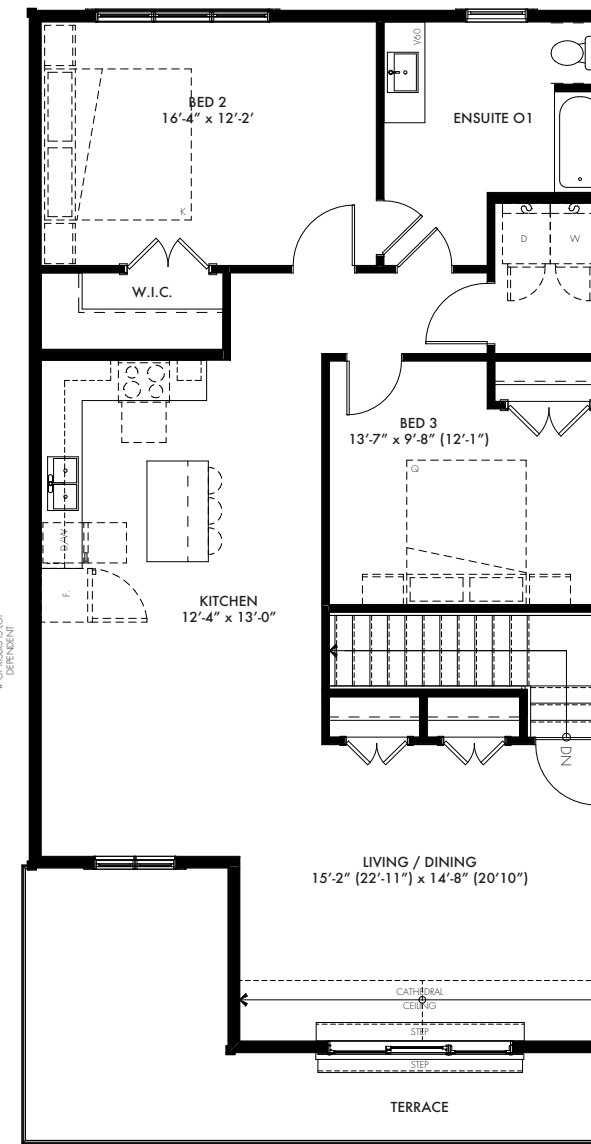 V60
BED 2
16'-4" x 12'-2'
ENSUITE O1
K
D
W
W.I.C.
BED 3
13'-7" x 9'-8" (12'-1")
Q
D/W
F.
KITCHEN
12'-4" x 13'-0"
DEPENDENT
DN
LIVING / DINING
15'-2" (22'-11") x 14'-8" (20'10")
CATHEDRAL
CEILING
STEP
STEP
TERRACE